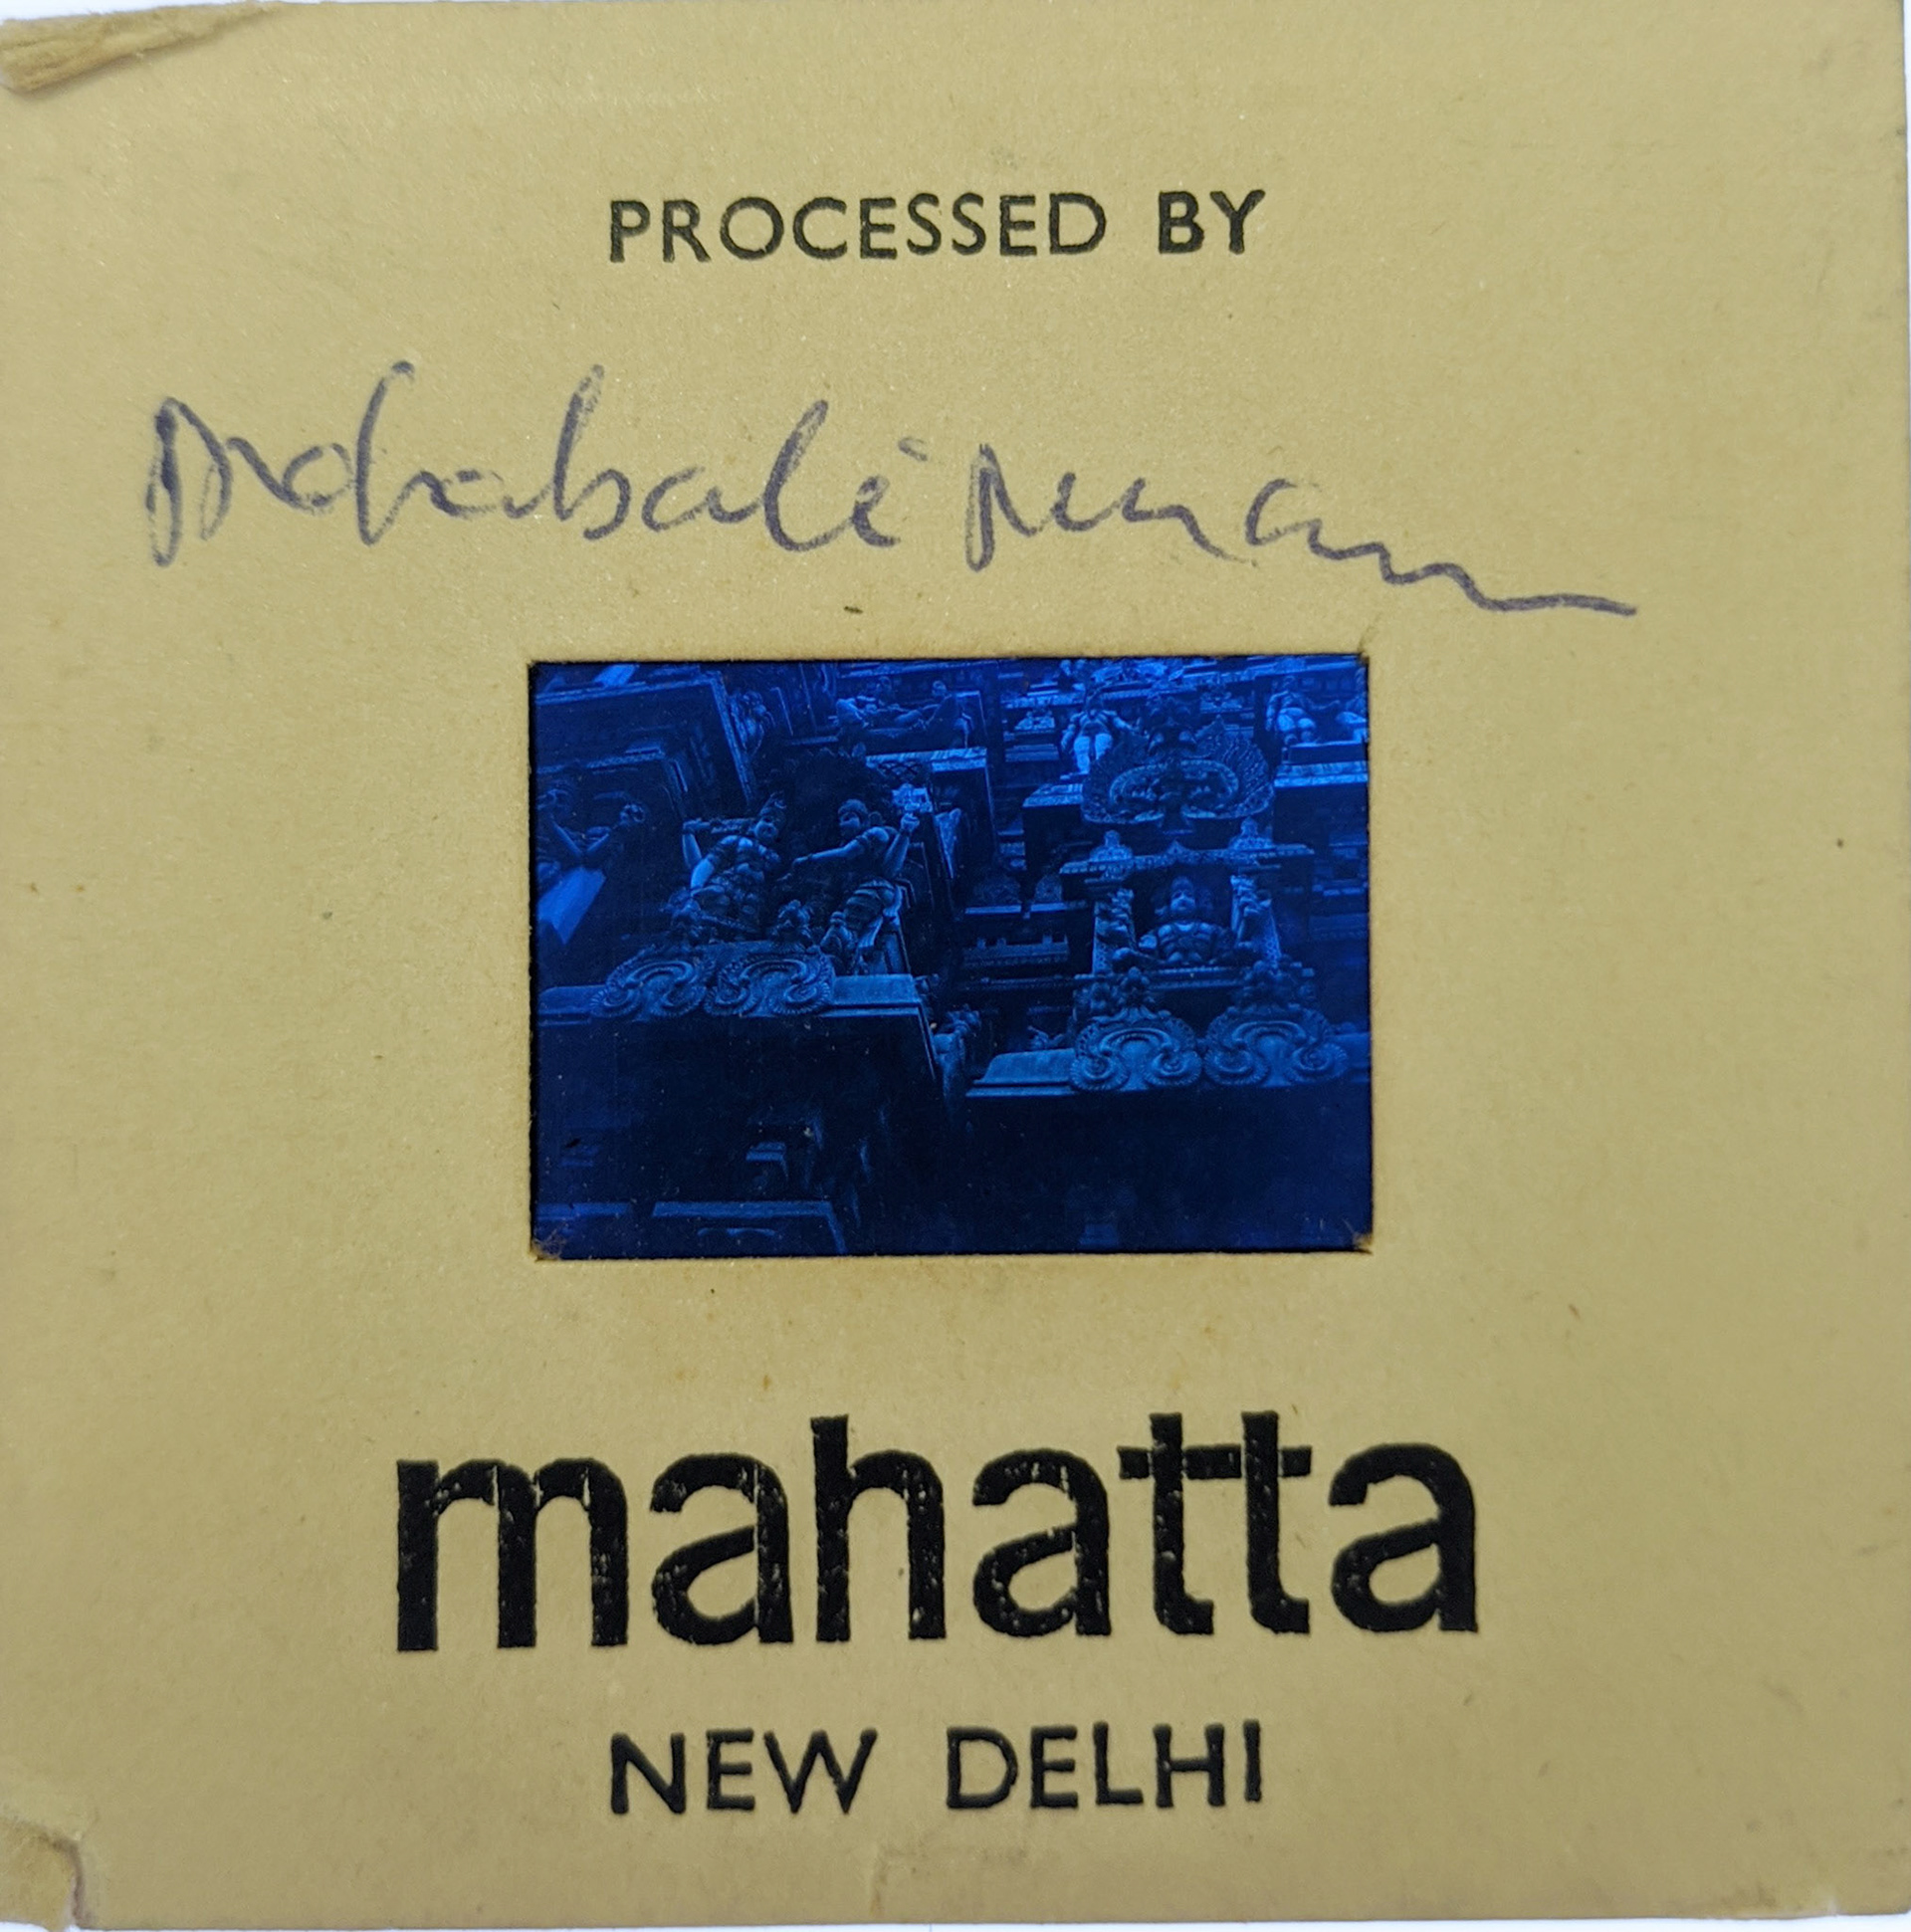 PROCESSED BY
Mahabalipuram
mahatta
NEW DELHI